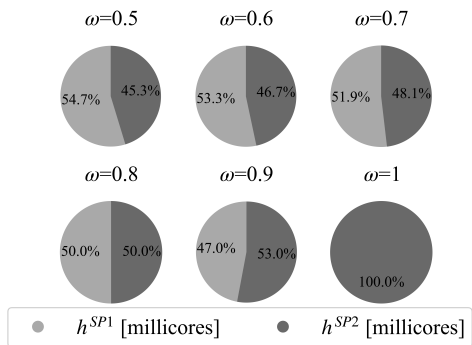 ω=0.5 ω=0.6 ω=0.7
54.7% 45.3% 53.3% 46.7% 51.9% 48.1%
ω=0.8 ω=0.9 ω=1
50.0% 50.0% 47.0% 53.0%
100.0%
h^{SP1} [millicores] h^{SP2} [millicores]